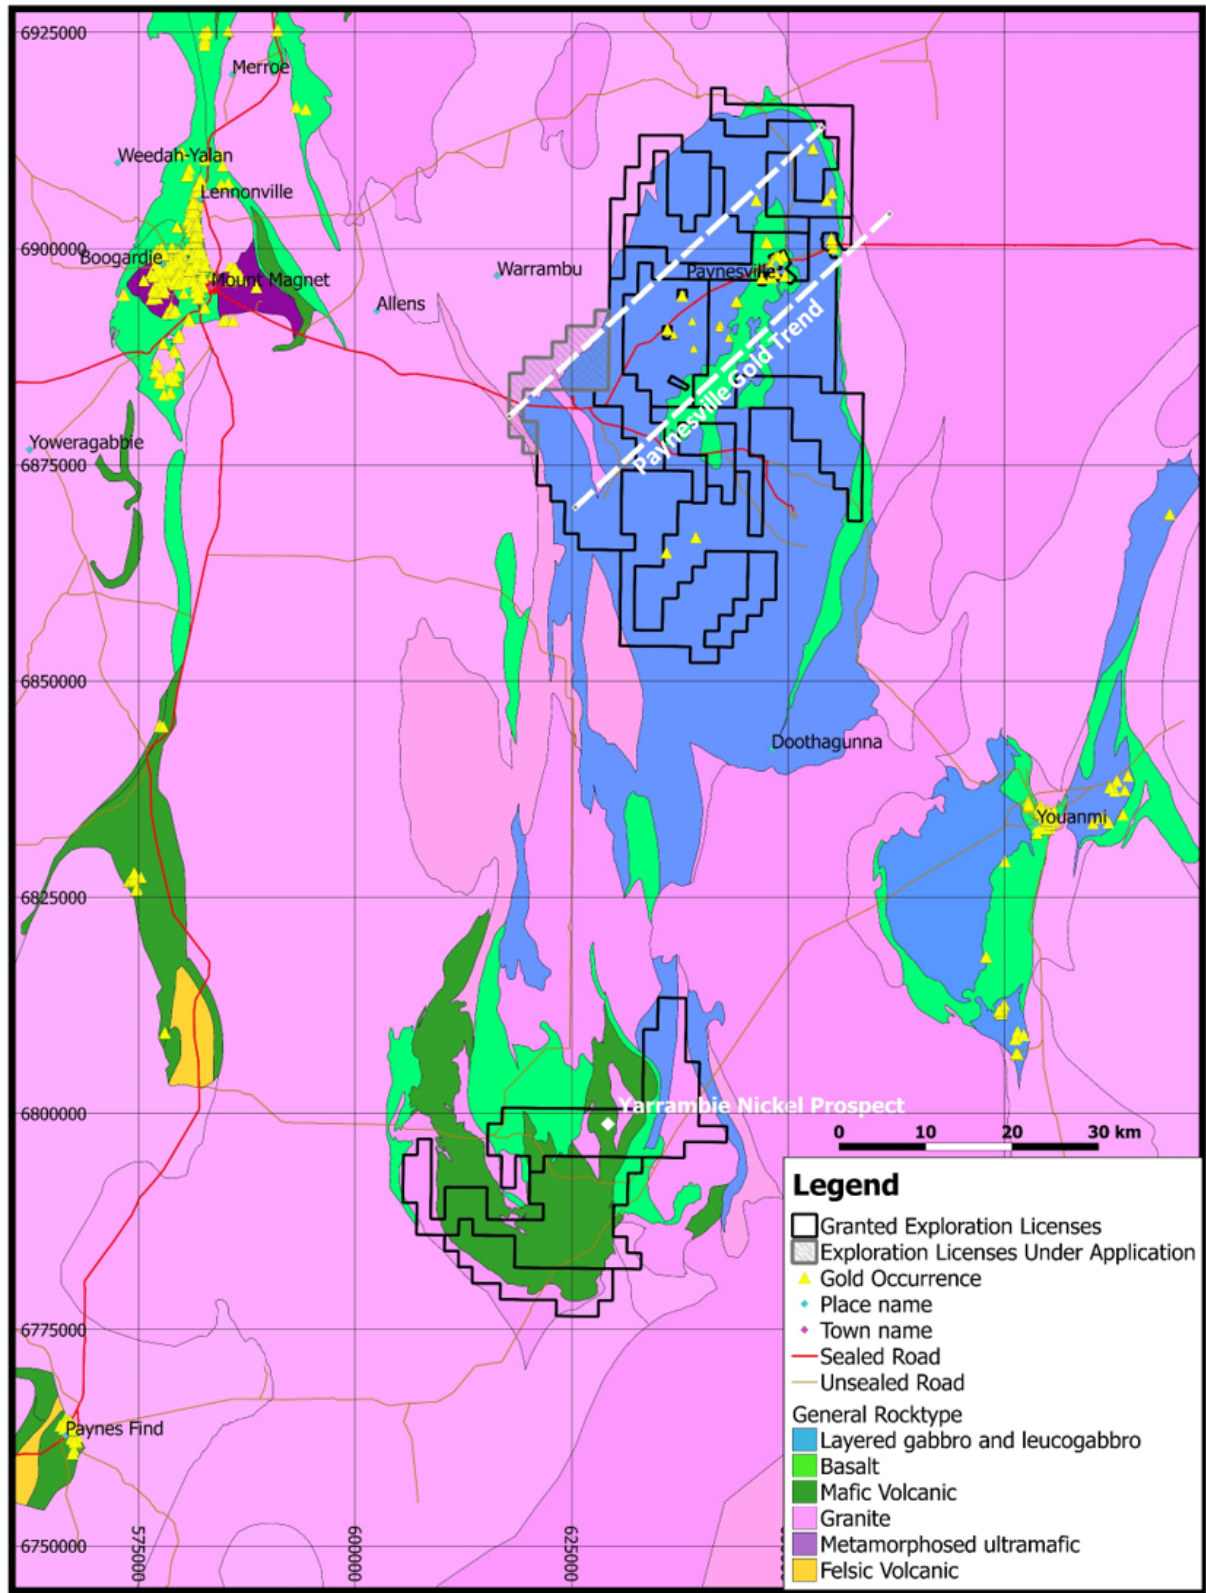 6925000
Merroe
Weedah-Yalan
Lennonville
6900000
Boogardie
Mount Magnet
Warrambu
Paynesville
Allens
Paynesville Gold Trend
Yoweragabbie
6875000
6850000
Doothagunna
Youanmi
6825000
Yarrambie Nickel Prospect
6800000
0 10 20 30 km
Legend
Granted Exploration Licenses
Exploration Licenses Under Application
Gold Occurrence
Place name
Town name
Sealed Road
Unsealed Road
General Rocktype
Layered gabbro and leucogabbro
Basalt
Mafic Volcanic
Granite
Metamorphosed ultramafic
Felsic Volcanic
6775000
Paynes Find
6750000
575000
600000
625000